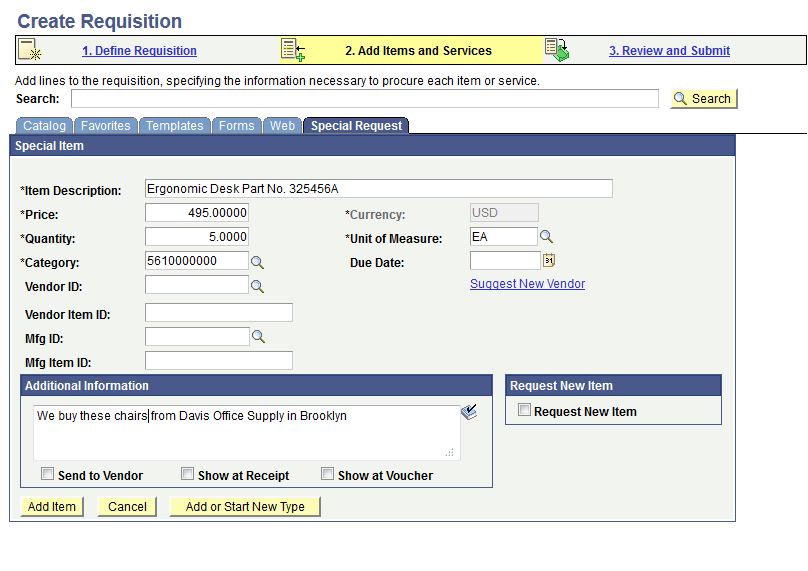 Create Requisition
1. Define Requisition 2. Add Items and Services 3. Review and Submit
Add lines to the requisition, specifying the information necessary to procure each item or service.
Search: Search
Catalog Favorites Templates Forms Web Special Request
Special Item
*Item Description: Ergonomic Desk Part No. 325456A
*Price: 495.00000 *Currency: USD
*Quantity: 5.0000 *Unit of Measure: EA
*Category: 5610000000 Due Date: 31
Vendor ID: Suggest New Vendor
Vendor Item ID:
Mfg ID:
Mfg Item ID:
Additional Information Request New Item
We buy these chairs from Davis Office Supply in Brooklyn Request New Item
Send to Vendor Show at Receipt Show at Voucher
Add Item Cancel Add or Start New Type